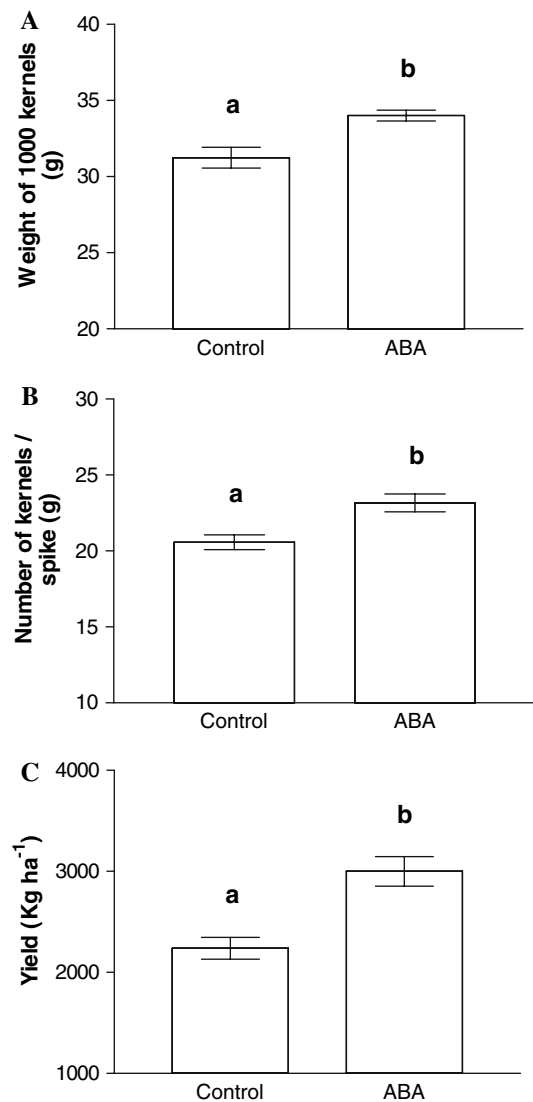 A
Weight of 1000 kernels
(g)
40
35
30
25
20
a
b
Control
ABA
B
Number of kernels /
spike (g)
30
25
20
15
10
a
b
Control
ABA
C
Yield (Kg ha⁻¹)
4000
3000
2000
1000
a
b
Control
ABA